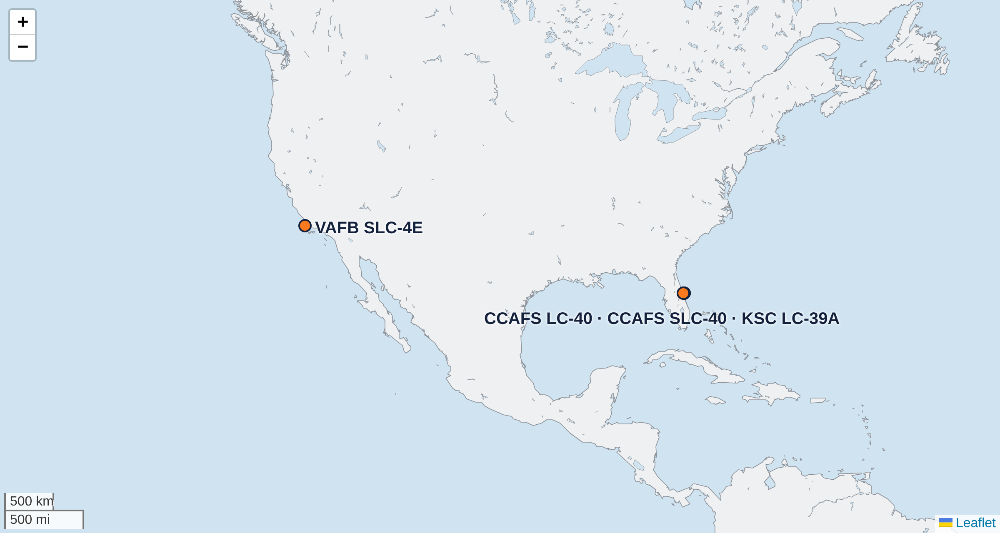 +
−
VAFB SLC-4E
CCAFS LC-40 · CCAFS SLC-40 · KSC LC-39A
500 km
500 mi
Leaflet